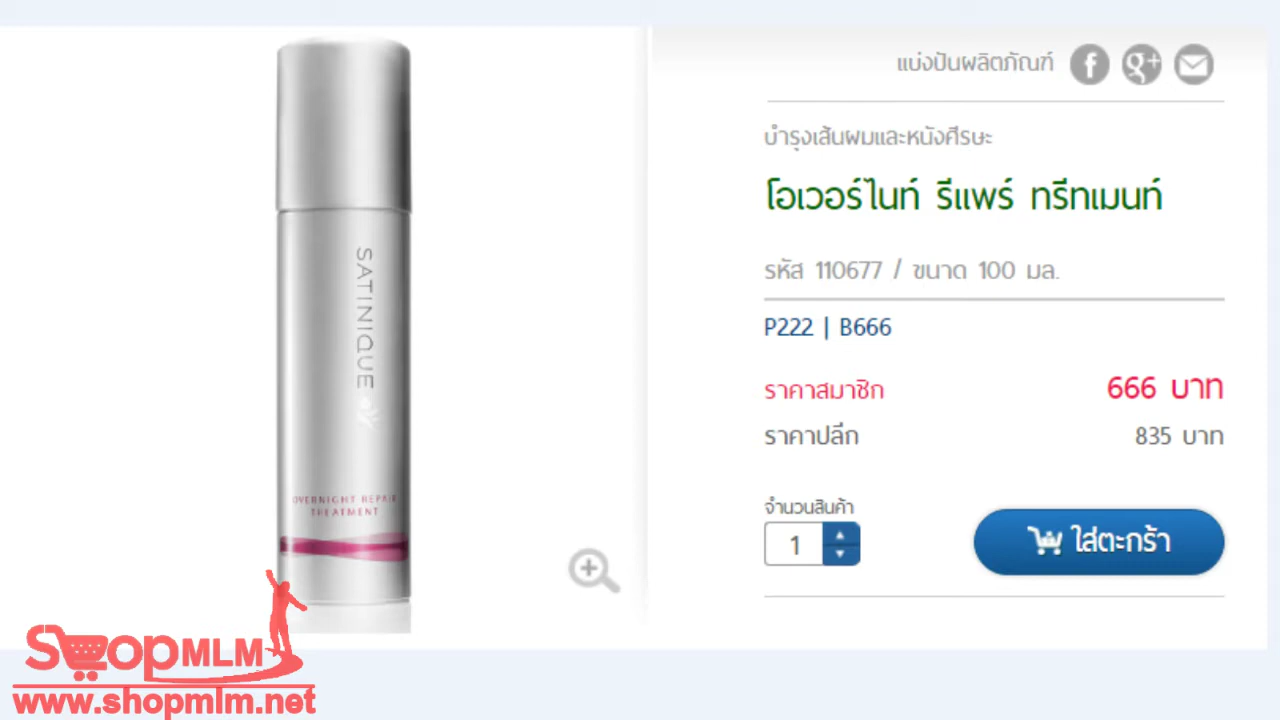 SATINIQUE
OVERNIGHT REPAIR
TREATMENT
แบ่งปันผลิตภัณฑ์
บำรุงเส้นผมและหนังศีรษะ
โอเวอร์ไนท์ รีแพร์ ทรีทเมนท์
รหัส 110677 / ขนาด 100 มล.
P222 | B666
ราคาสมาชิก 666 บาท
ราคาปลีก 835 บาท
จำนวนสินค้า
1
ใส่ตะกร้า
SHOPMLM
www.shopmlm.net